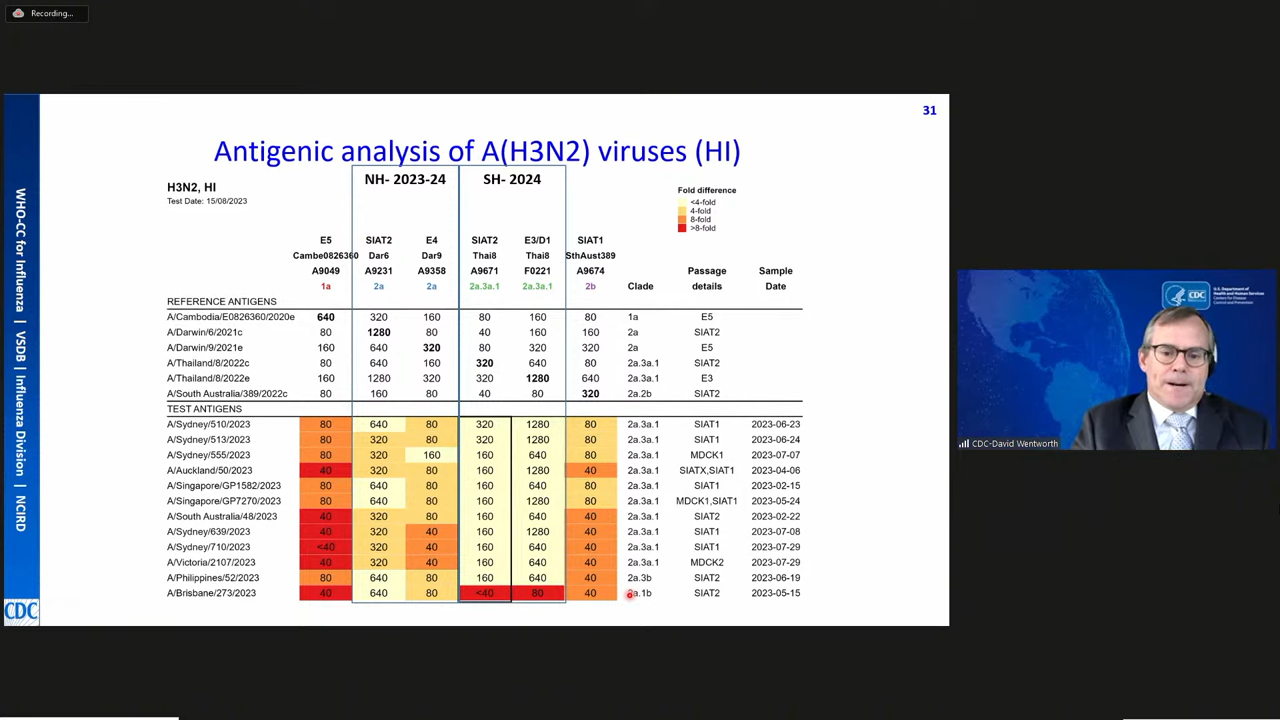 Recording...
31
Antigenic analysis of A(H3N2) viruses (HI)
NH- 2023-24 SH- 2024
H3N2, HI
Test Date: 15/08/2023
Fold difference
<4-fold
4-fold
8-fold
>8-fold
E5 SIAT2 E4 SIAT2 E3/D1 SIAT1
Cambe0826360 Dar6 Dar9 Thai8 Thai8 SthAust389
A9049 A9231 A9358 A9671 F0221 A9674 Passage Sample
1a 2a 2a 2a.3a.1 2a.3a.1 2b Clade details Date
REFERENCE ANTIGENS
A/Cambodia/E0826360/2020e 640 320 160 80 160 80 1a E5
A/Darwin/6/2021c 80 1280 80 40 160 160 2a SIAT2
A/Darwin/9/2021e 160 640 320 80 320 320 2a E5
A/Thailand/8/2022c 80 640 160 320 640 80 2a.3a.1 SIAT2
A/Thailand/8/2022e 160 1280 320 320 1280 640 2a.3a.1 E3
A/South Australia/389/2022c 80 160 80 40 80 320 2a.2b SIAT2
TEST ANTIGENS
A/Sydney/510/2023 80 640 80 320 1280 80 2a.3a.1 SIAT1 2023-06-23
A/Sydney/513/2023 80 320 80 320 1280 80 2a.3a.1 SIAT1 2023-06-24
A/Sydney/555/2023 80 320 160 160 640 80 2a.3a.1 MDCK1 2023-07-07
A/Auckland/50/2023 40 320 80 160 1280 40 2a.3a.1 SIATX,SIAT1 2023-04-06
A/Singapore/GP1582/2023 80 640 80 160 640 80 2a.3a.1 SIAT1 2023-02-15
A/Singapore/GP7270/2023 80 640 80 160 1280 80 2a.3a.1 MDCK1,SIAT1 2023-05-24
A/South Australia/48/2023 40 320 80 160 640 40 2a.3a.1 SIAT2 2023-02-22
A/Sydney/639/2023 40 320 40 160 1280 40 2a.3a.1 SIAT1 2023-07-08
A/Sydney/710/2023 <40 320 40 160 640 40 2a.3a.1 SIAT1 2023-07-29
A/Victoria/2107/2023 40 320 40 160 640 40 2a.3a.1 MDCK2 2023-07-29
A/Philippines/52/2023 80 640 80 160 640 40 2a.3b SIAT2 2023-06-19
A/Brisbane/273/2023 40 640 80 <40 80 40 a.1b SIAT2 2023-05-15
WHO-CC for Influenza | VSDB | Influenza Division | NCIRD
CDC
CDC
U.S. Department of
Health and Human Services
Centers for Disease
Control and Prevention
CDC-David Wentworth